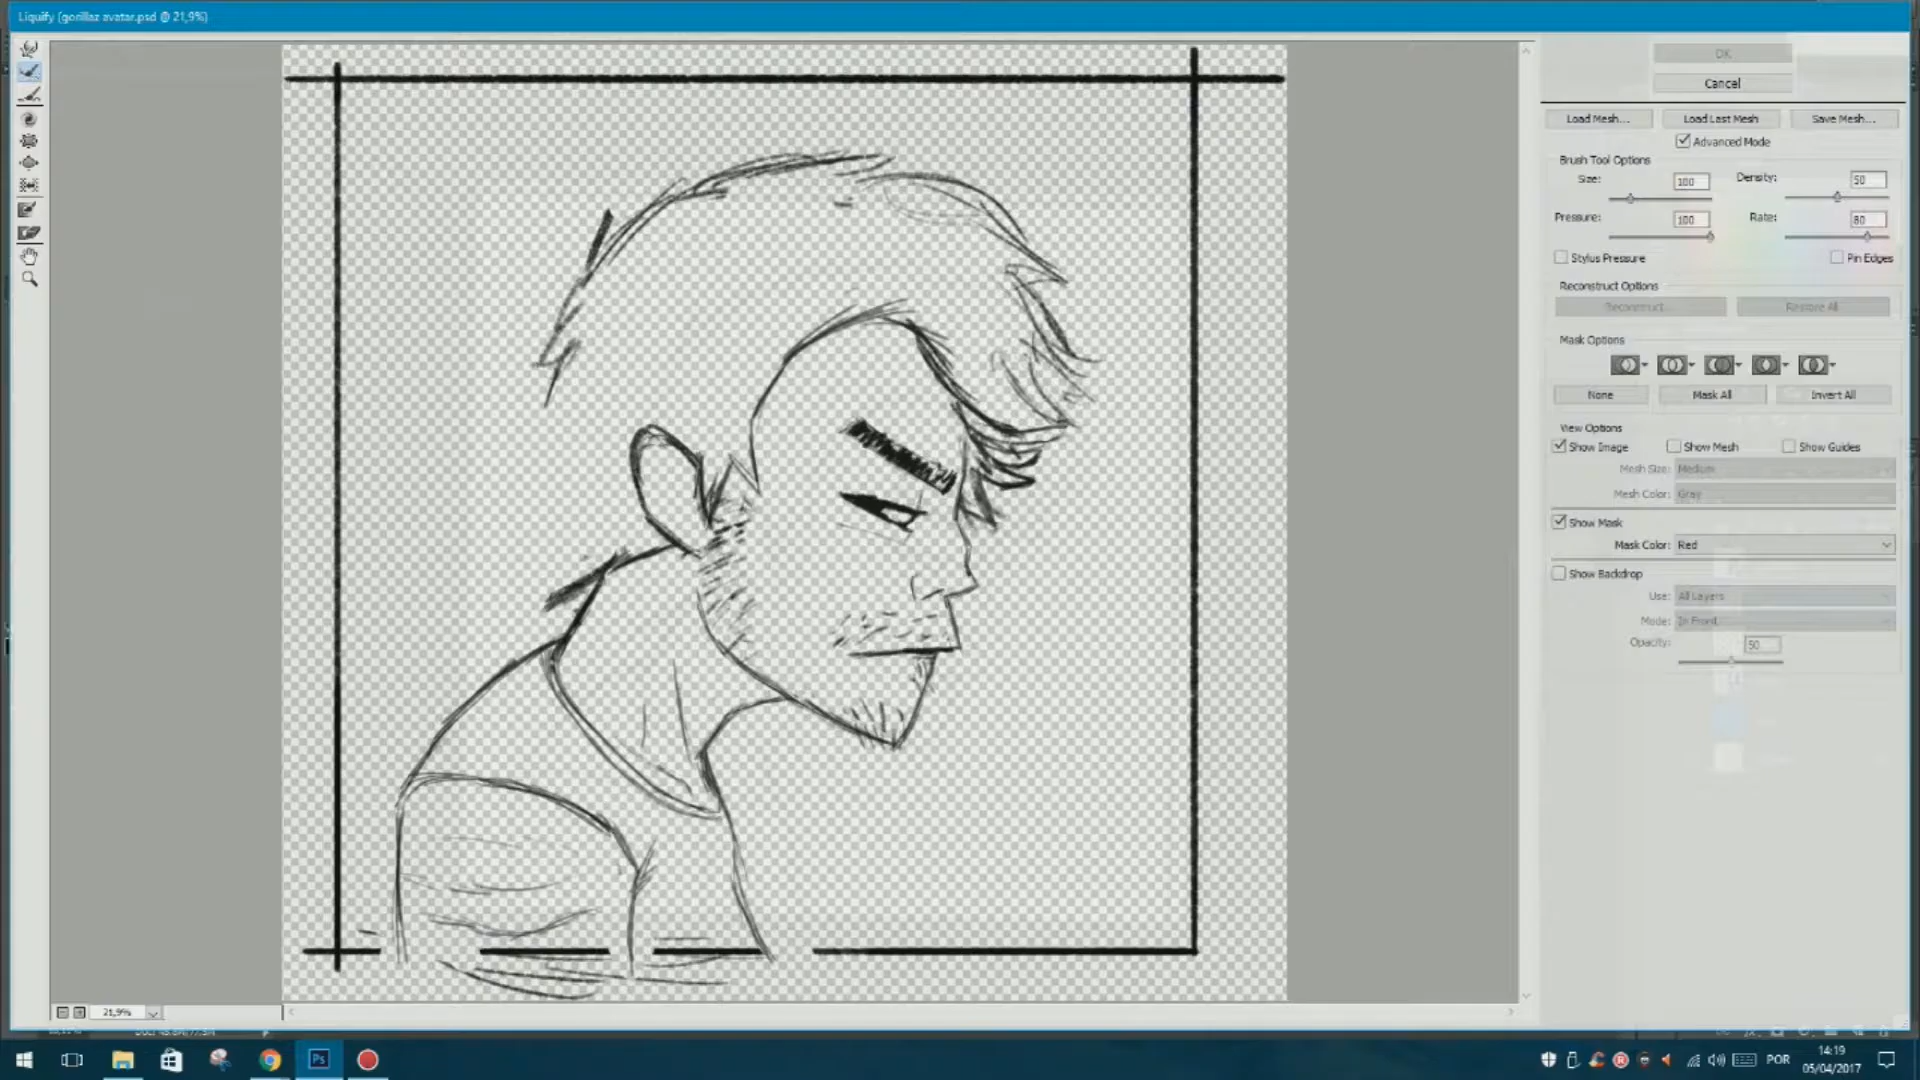 Liquify (gorillaz avatar.psd @ 21,9%)
OK
Cancel
Load Mesh... Load Last Mesh Save Mesh...
Advanced Mode
Brush Tool Options
Size: 100 Density: 50
Pressure: 100 Rate: 80
Stylus Pressure Pin Edges
Reconstruct Options
Reconstruct... Restore All
Mask Options
None Mask All Invert All
View Options
Show Image Show Mesh Show Guides
Mesh Size: Medium
Mesh Color: Gray
Show Mask
Mask Color: Red
Show Backdrop
Use: All Layers
Mode: In Front
Opacity: 50
21,9%
Ps
POR
14:19
05/04/2017